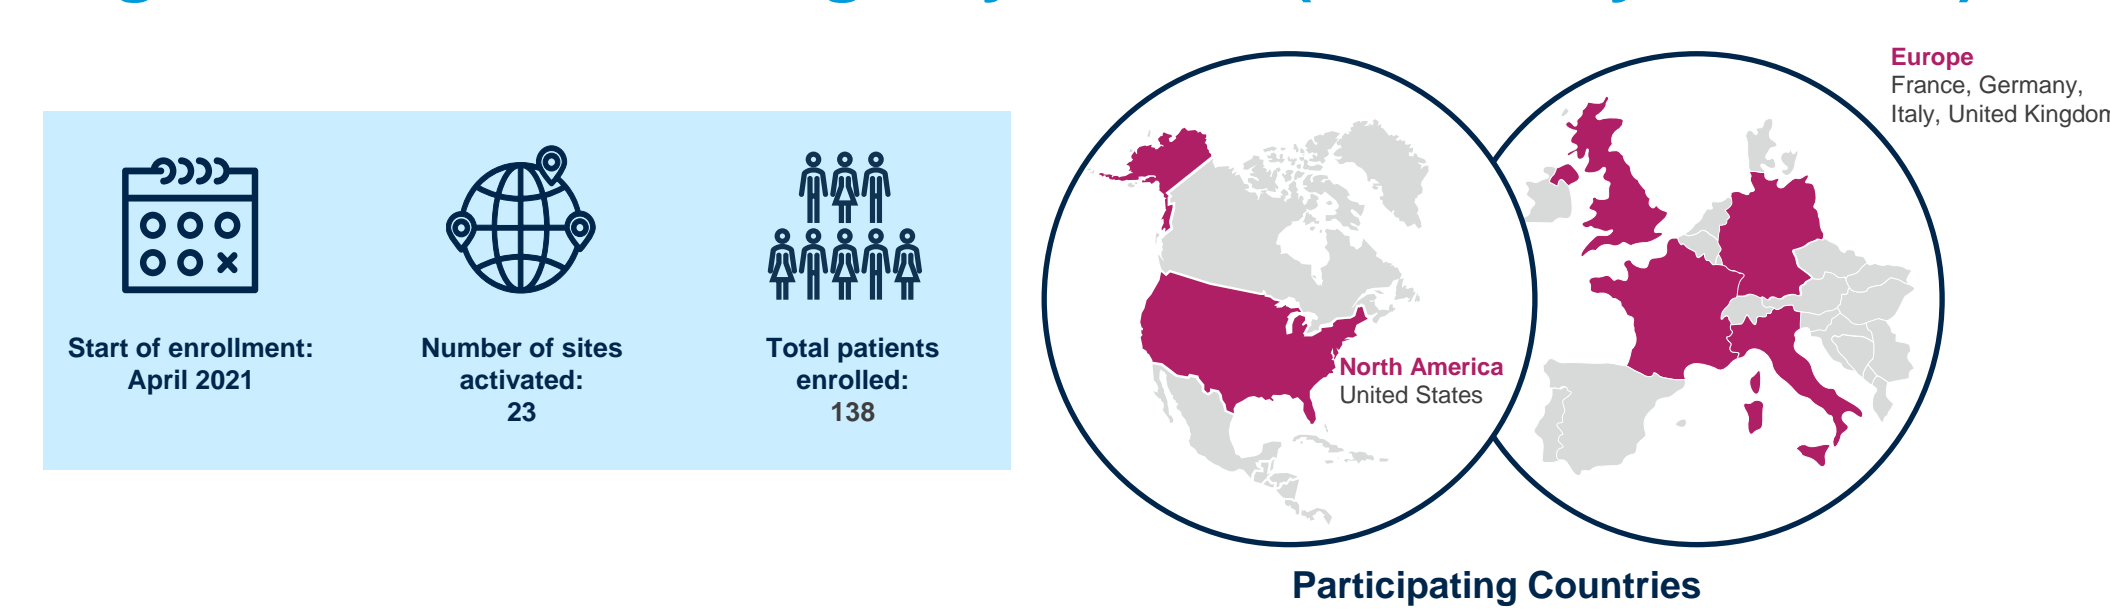 Start of enrollment:
April 2021
Number of sites
activated:
23
Total patients
enrolled:
138
North America
United States
Europe
France, Germany,
Italy, United Kingdom
Participating Countries